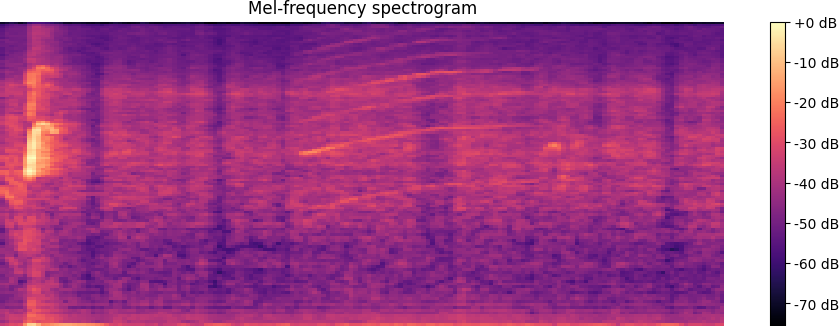 Mel-frequency spectrogram
+0 dB
-10 dB
-20 dB
-30 dB
-40 dB
-50 dB
-60 dB
-70 dB